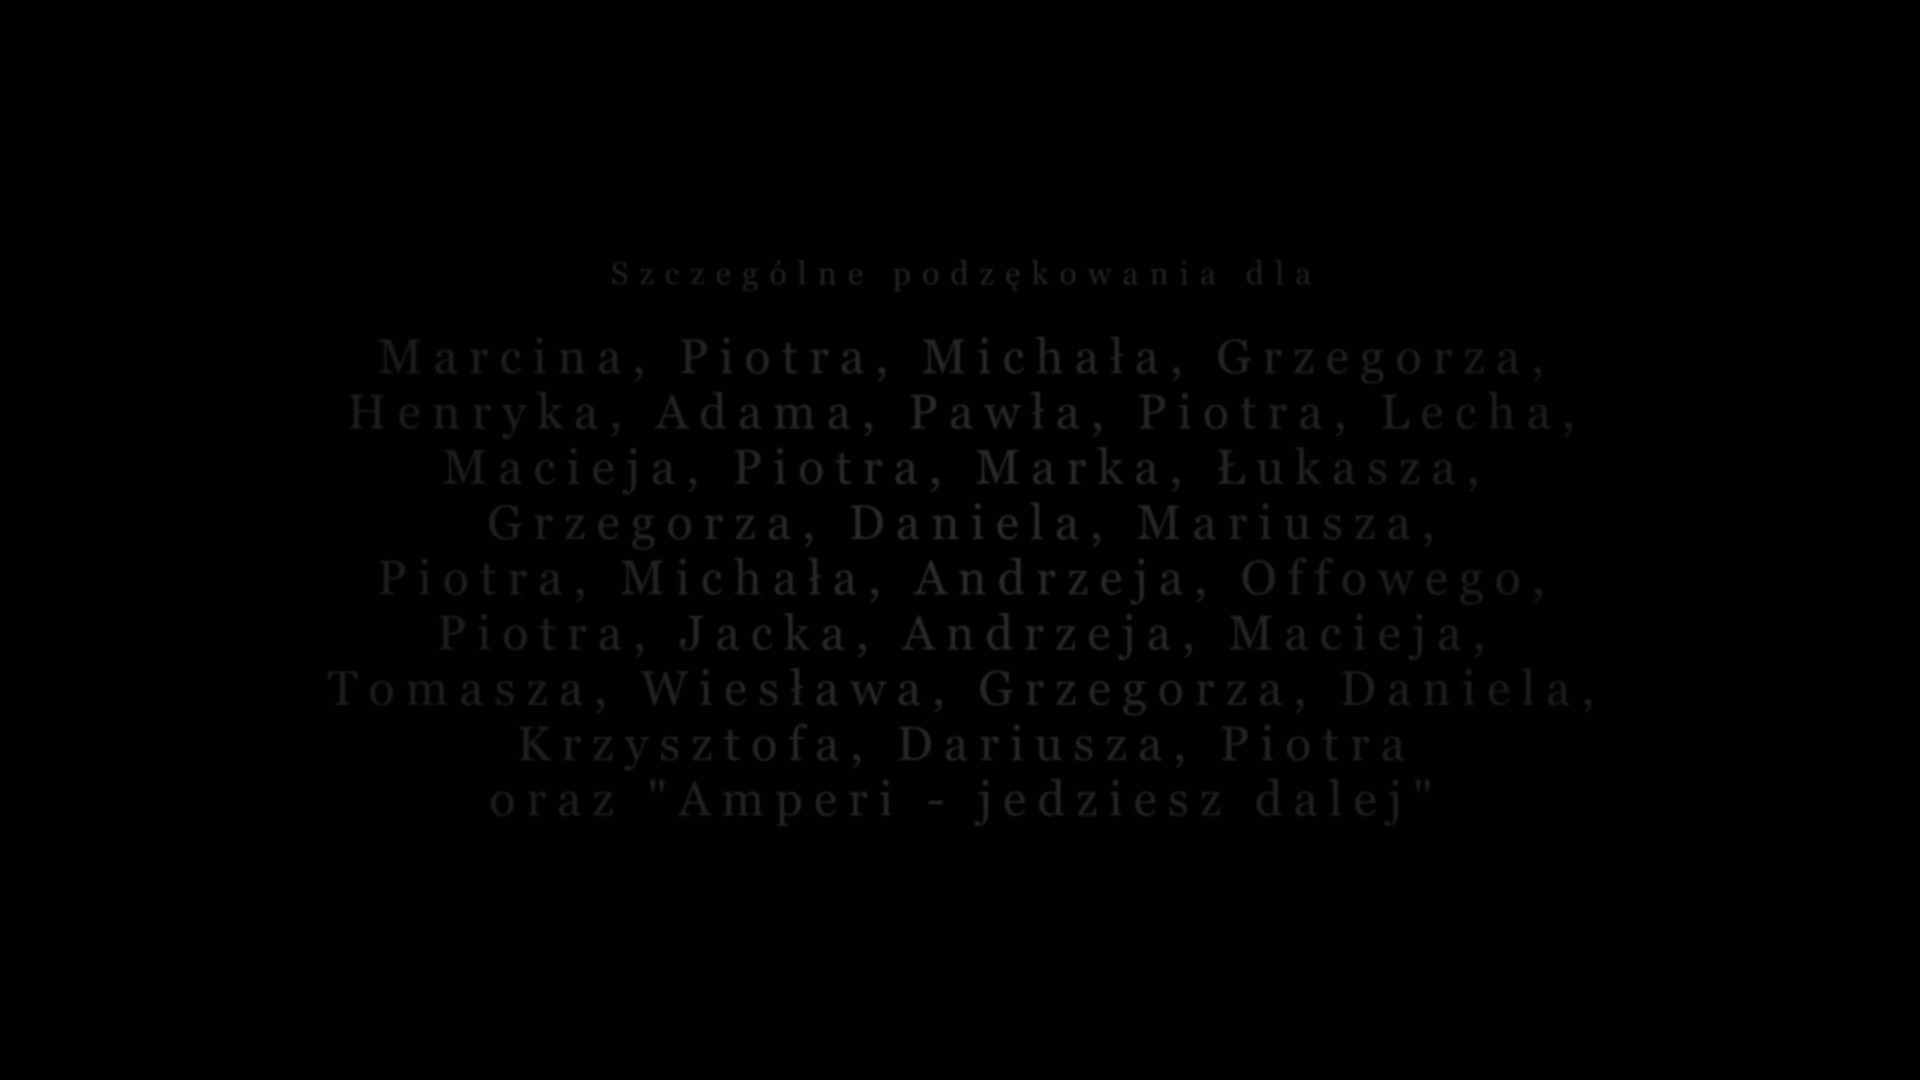 Szczególne podzękowania dla
Marcina, Piotra, Michała, Grzegorza,
Henryka, Adama, Pawła, Piotra, Lecha,
Macieja, Piotra, Marka, Łukasza,
Grzegorza, Daniela, Mariusza,
Piotra, Michała, Andrzeja, Offowego,
Piotra, Jacka, Andrzeja, Macieja,
Tomasza, Wiesława, Grzegorza, Daniela,
Krzysztofa, Dariusza, Piotra
oraz "Amperi - jedziesz dalej"